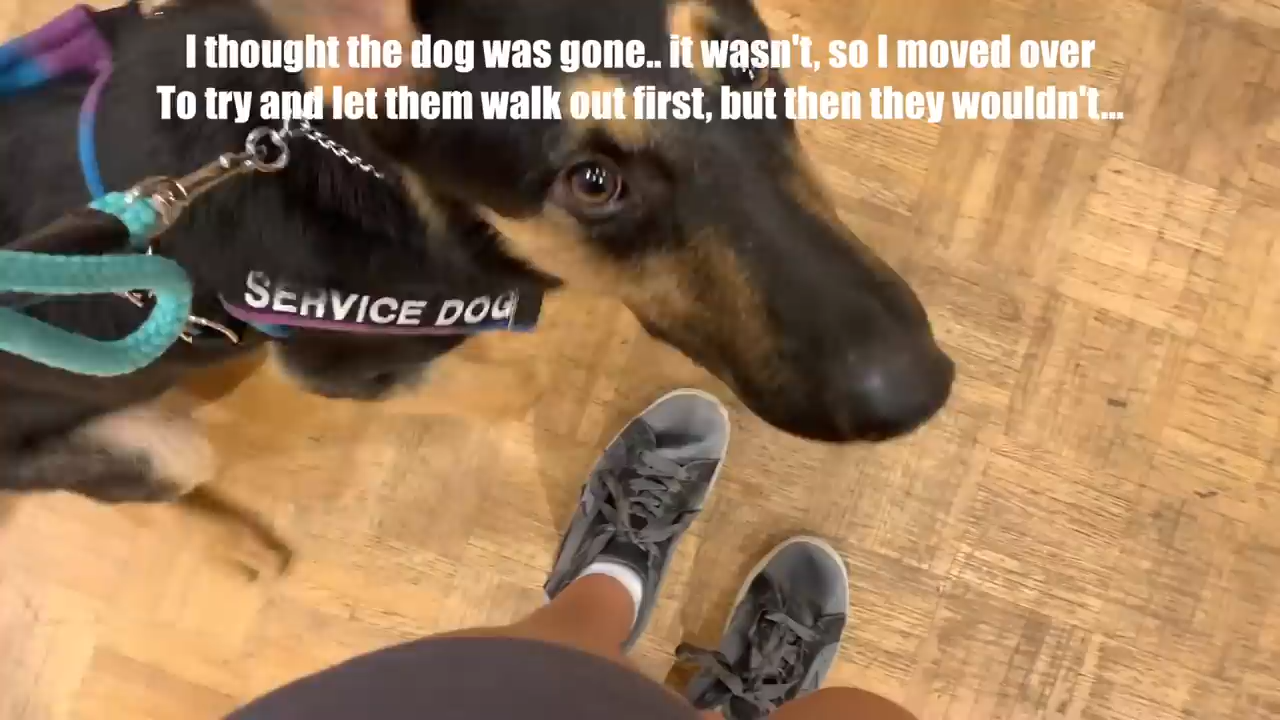 I thought the dog was gone.. it wasn't, so I moved over
To try and let them walk out first, but then they wouldn't...
SERVICE DOG